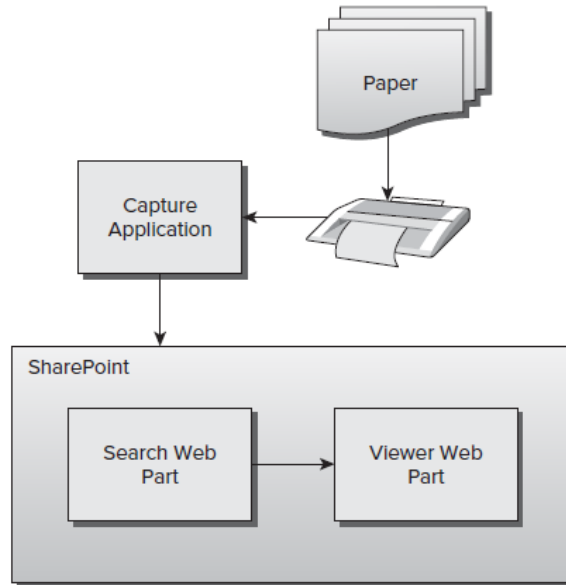 Paper
Capture
Application
SharePoint
Search Web
Part
Viewer Web
Part